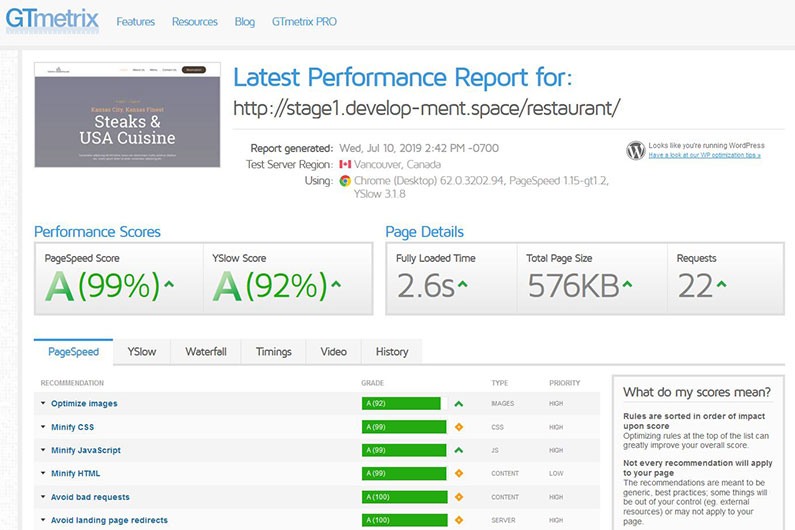 GTmetrix
Features Resources Blog GTmetrix PRO
Kansas City, Kansas Finest
Steaks &
USA Cuisine
Latest Performance Report for:
http://stage1.develop-ment.space/restaurant/
Report generated: Wed, Jul 10, 2019 2:42 PM -0700
Test Server Region: Vancouver, Canada
Using: Chrome (Desktop) 62.0.3202.94, PageSpeed 1.15-gt1.2,
YSlow 3.1.8
Looks like you're running WordPress
Have a look at our WP optimization tips »
Performance Scores
PageSpeed Score YSlow Score
A (99%) A (92%)
Page Details
Fully Loaded Time Total Page Size Requests
2.6s 576KB 22
PageSpeed YSlow Waterfall Timings Video History
RECOMMENDATION GRADE TYPE PRIORITY
Optimize images A (92) IMAGES HIGH
Minify CSS A (99) CSS HIGH
Minify JavaScript A (99) JS HIGH
Minify HTML A (99) CONTENT LOW
Avoid bad requests A (100) CONTENT HIGH
Avoid landing page redirects A (100) SERVER HIGH
What do my scores mean?
Rules are sorted in order of impact
upon score
Optimizing rules at the top of the list can
greatly improve your overall score.
Not every recommendation will apply
to your page
The recommendations are meant to be
generic, best practices; some things will
be out of your control (eg. external
resources) or may not apply to your
page.